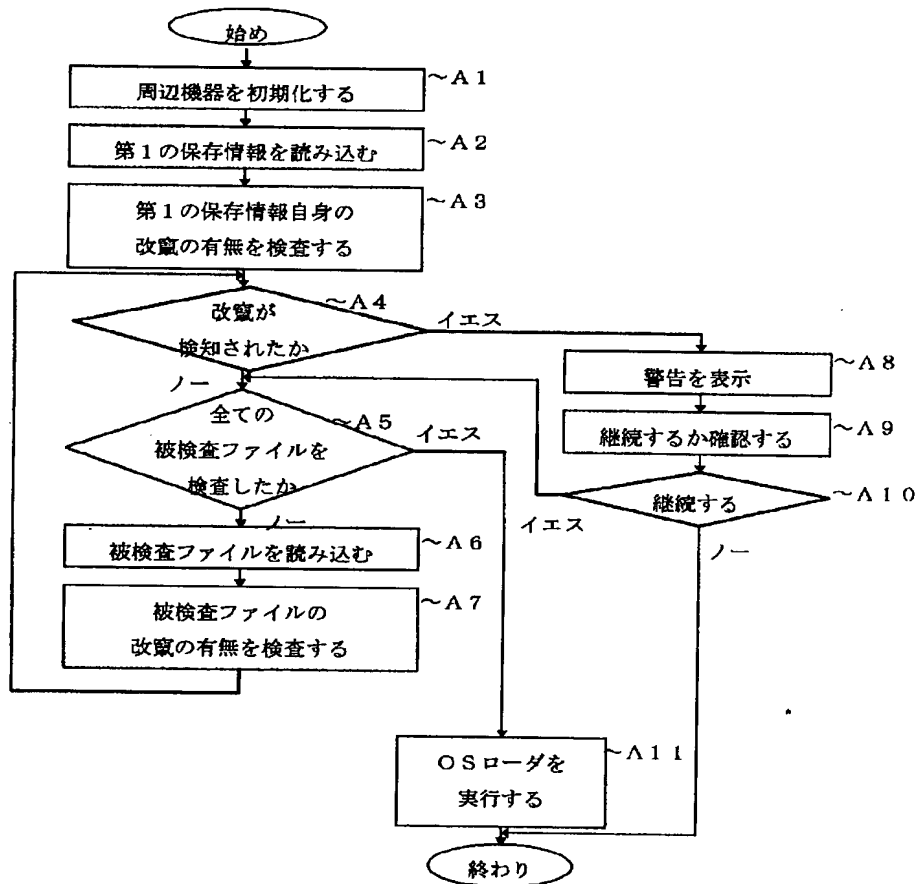 始め
周辺機器を初期化する
～A1
第1の保存情報を読み込む
～A2
第1の保存情報自身の
改竄の有無を検査する
～A3
改竄が
検知されたか
～A4
イエス
ノー
全ての
被検査ファイルを
検査したか
～A5
イエス
ノー
被検査ファイルを読み込む
～A6
被検査ファイルの
改竄の有無を検査する
～A7
警告を表示
～A8
継続するか確認する
～A9
継続する
～A10
イエス
ノー
OSローダを
実行する
～A11
終わり